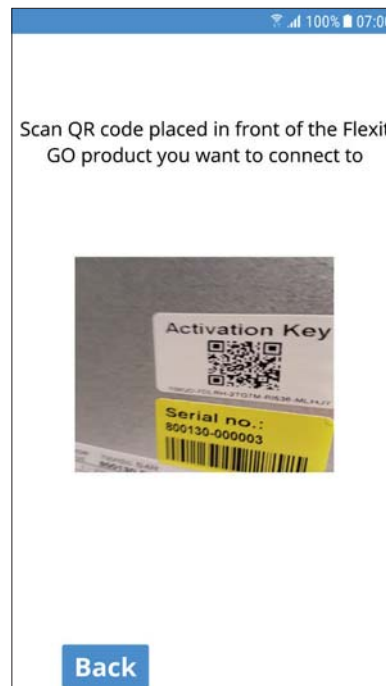 100% 07:00
Scan QR code placed in front of the Flexit
GO product you want to connect to
Activation Key
Serial no.:
800130-000003
Back